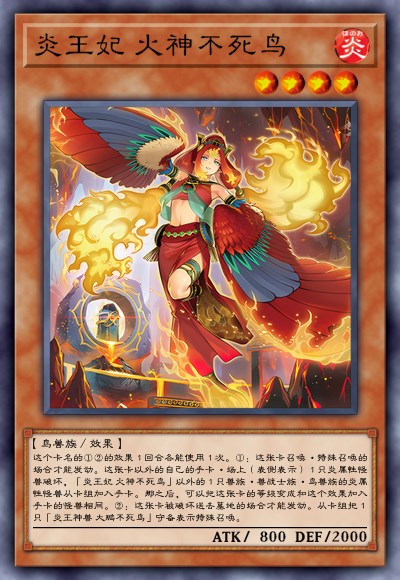 炎王妃 火神不死鸟
ほのお
炎
【鸟兽族/效果】
这个卡名的①②的效果1回合各能使用1次。①：这张卡召唤·特殊召唤的
场合才能发动。这张卡以外的自己的手卡·场上（表侧表示）1只炎属性怪
兽破坏，「炎王妃 火神不死鸟」以外的1只兽族·兽战士族·鸟兽族的炎属
性怪兽从卡组加入手卡。那之后，可以把这张卡的等级变成和这个效果加入
手卡的怪兽相同。②：这张卡被破坏送去墓地的场合才能发动。从卡组把1
只「炎王神兽 大鹏不死鸟」守备表示特殊召唤。
ATK/ 800 DEF/2000